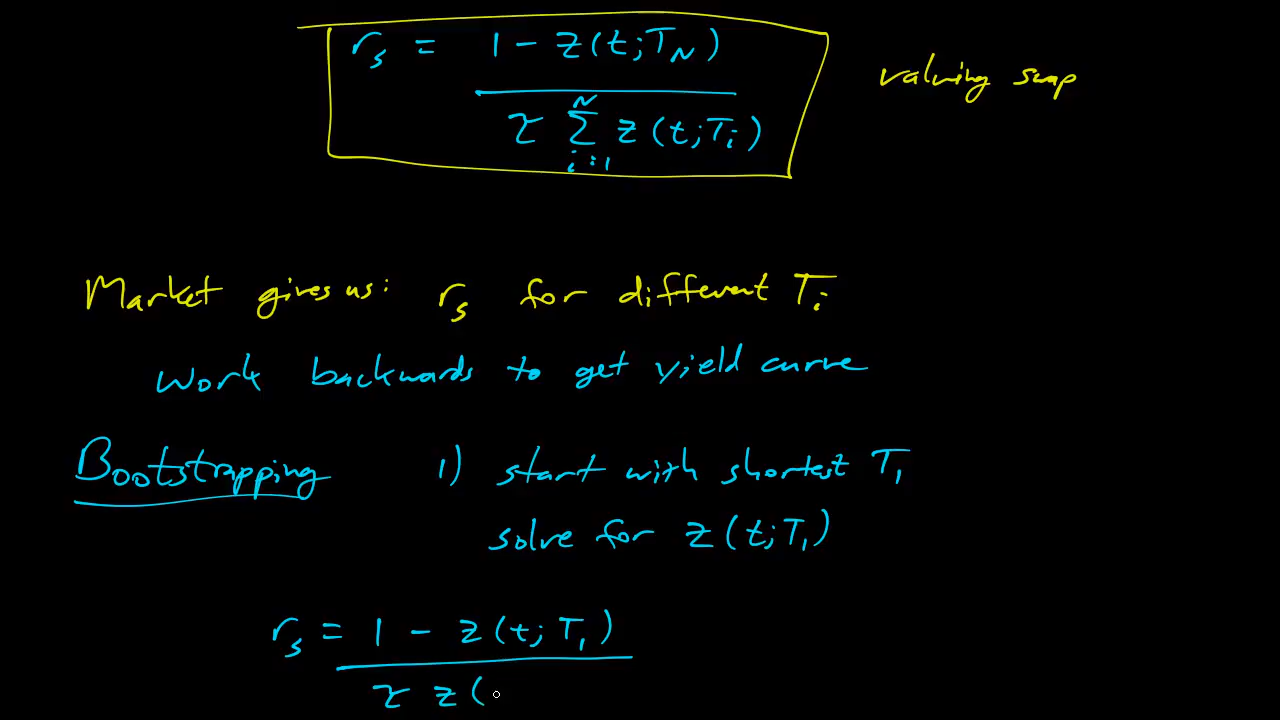 r_s = 1 - Z(t; T_N)
τ Σ_{i=1}^{N} Z(t; T_i)
valuing swap
Market gives us: r_s for different T_i
work backwards to get yield curve
Bootstrapping 1) start with shortest T_1
solve for Z(t; T_1)
r_s = 1 - Z(t; T_1)
τ Z(